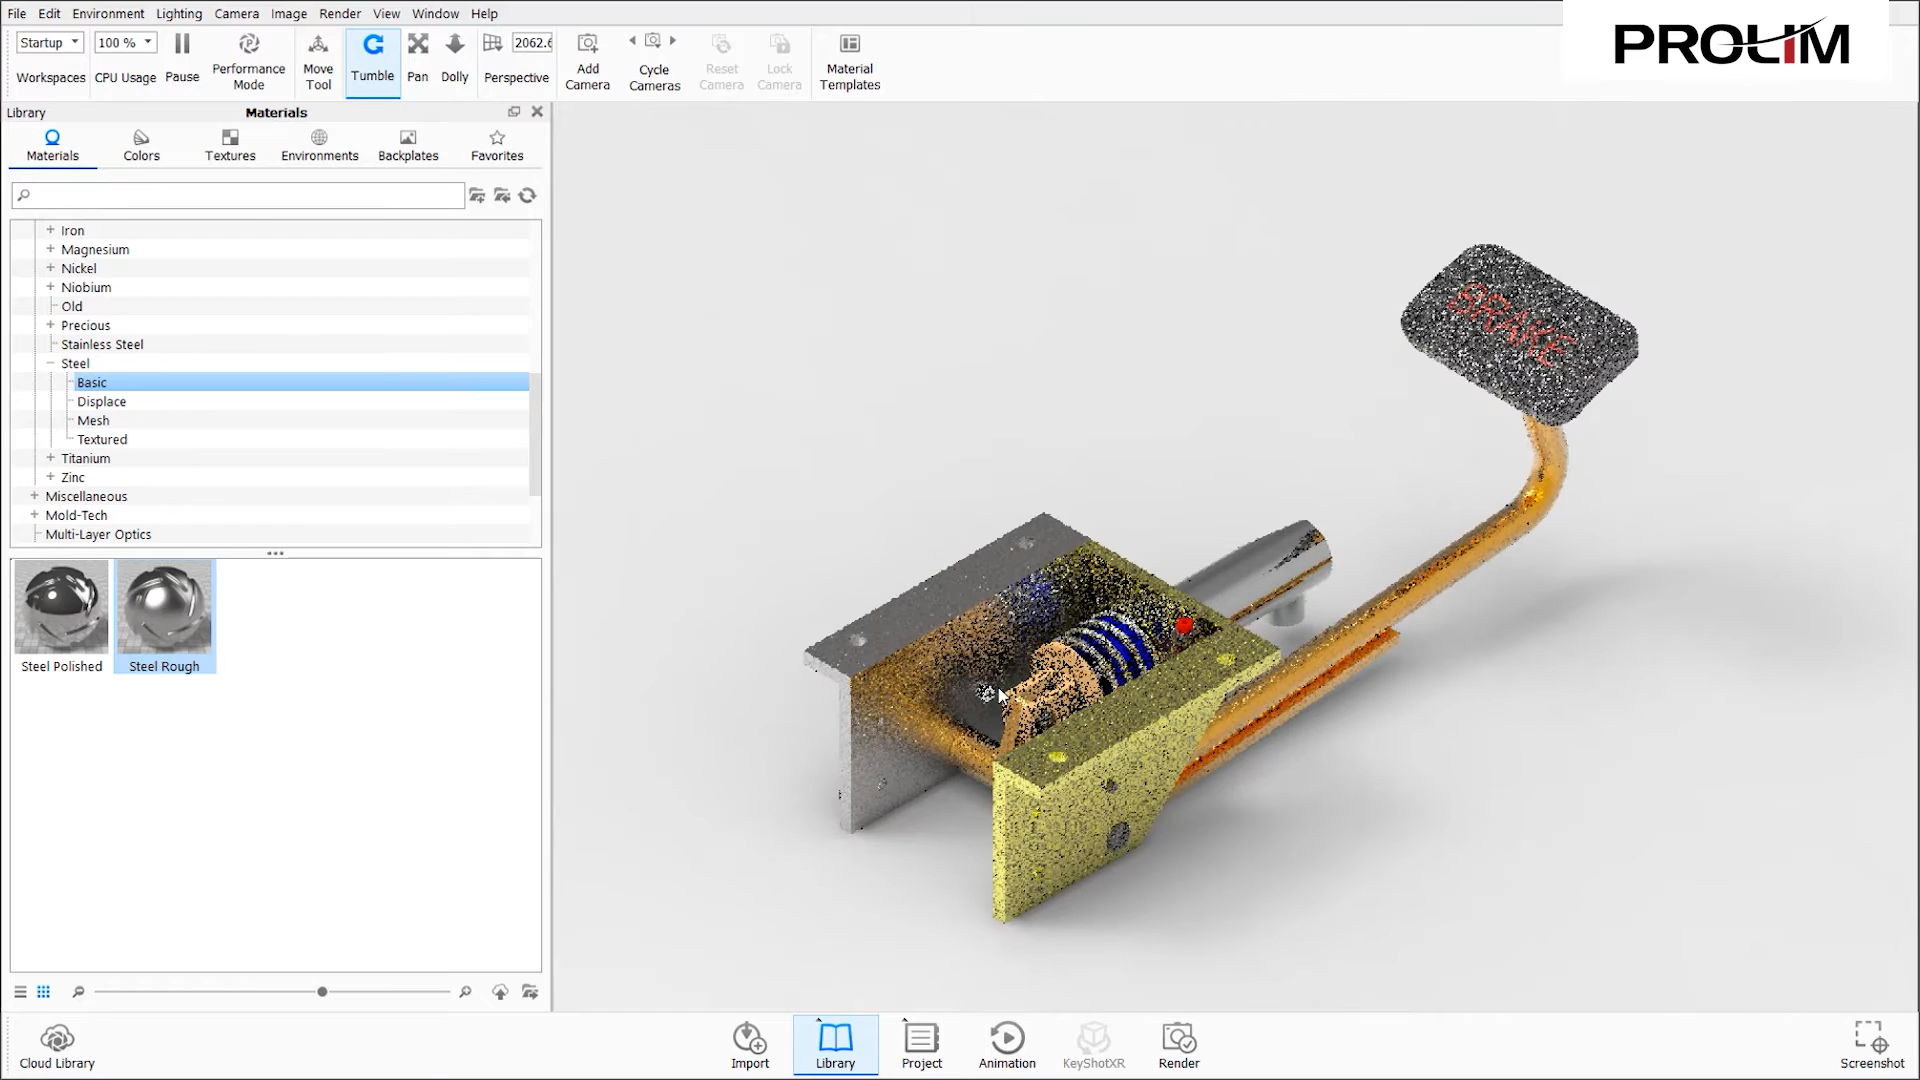 File Edit Environment Lighting Camera Image Render View Window Help
PROLIM
Startup 100 % 2062.6
Workspaces CPU Usage Pause Performance Mode Move Tool Tumble Pan Dolly Perspective Add Camera Cycle Cameras Reset Camera Lock Camera Material Templates
Library Materials
Materials Colors Textures Environments Backplates Favorites
Iron
Magnesium
Nickel
Niobium
Old
Precious
Stainless Steel
Steel
Basic
Displace
Mesh
Textured
Titanium
Zinc
Miscellaneous
Mold-Tech
Multi-Layer Optics
Steel Polished Steel Rough
BRAKE
Cloud Library Import Library Project Animation KeyShotXR Render Screenshot